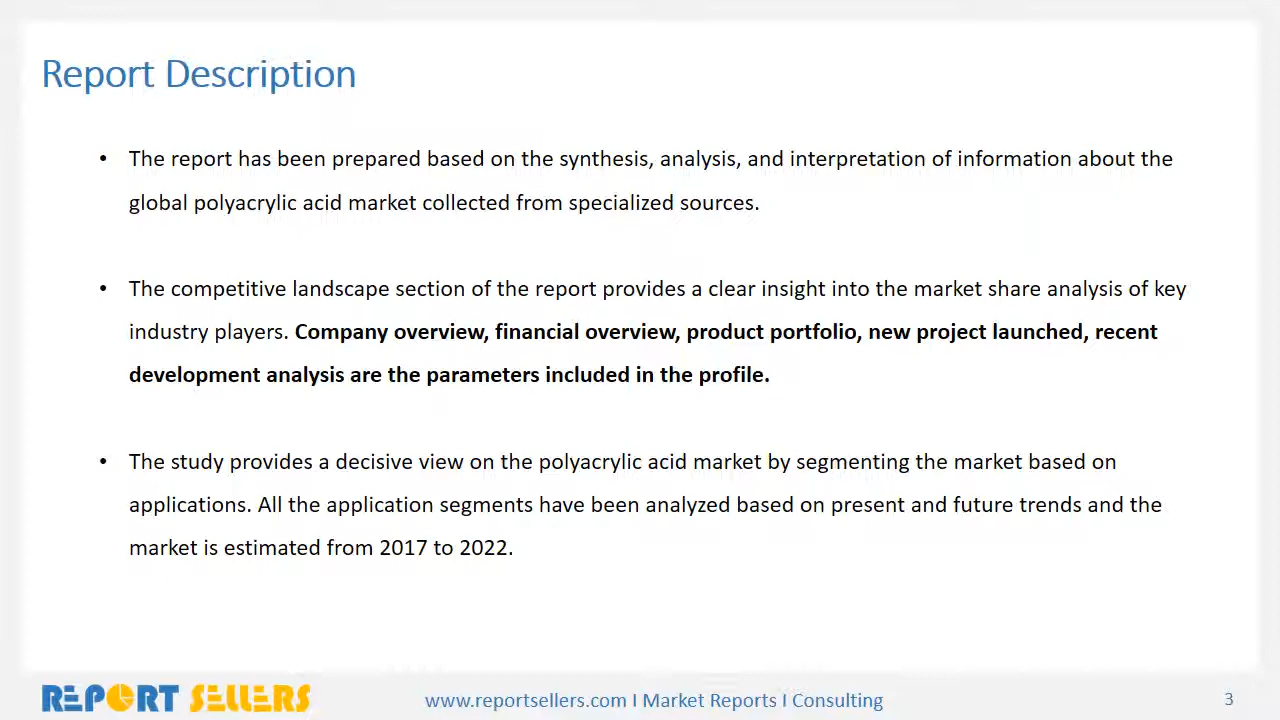 Report Description
• The report has been prepared based on the synthesis, analysis, and interpretation of information about the
global polyacrylic acid market collected from specialized sources.
• The competitive landscape section of the report provides a clear insight into the market share analysis of key
industry players. Company overview, financial overview, product portfolio, new project launched, recent
development analysis are the parameters included in the profile.
• The study provides a decisive view on the polyacrylic acid market by segmenting the market based on
applications. All the application segments have been analyzed based on present and future trends and the
market is estimated from 2017 to 2022.
REPORT SELLERS
www.reportsellers.com I Market Reports I Consulting
3